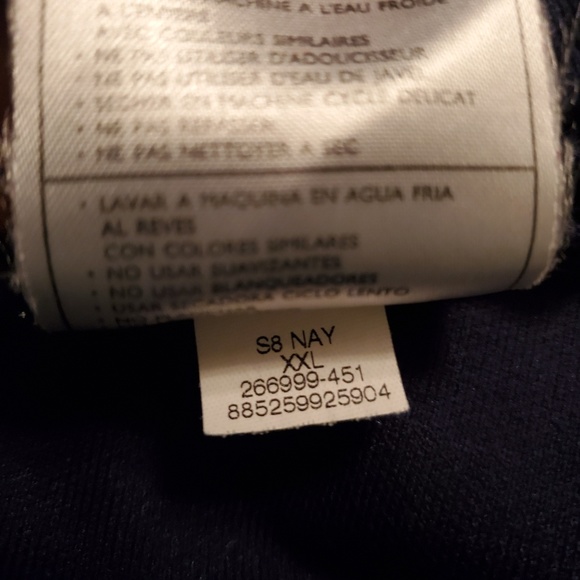 MACHINE A L'EAU FROIDE
A L'ENVERS
AVEC COULEURS SIMILAIRES
• NE PAS UTILISER D'ADOUCISSEUR
• NE PAS UTILISER D'EAU DE JAVEL
• SECHER EN MACHINE CYCLE DELICAT
• NE PAS REPASSER
• NE PAS NETTOYER A SEC
• LAVAR A MAQUINA EN AGUA FRIA
AL REVES
CON COLORES SIMILARES
• NO USAR SUAVIZANTES
• NO USAR BLANQUEADORES
• USAR SECADORA CICLO LENTO
• NO
S8 NAY
XXL
266999-451
885259925904